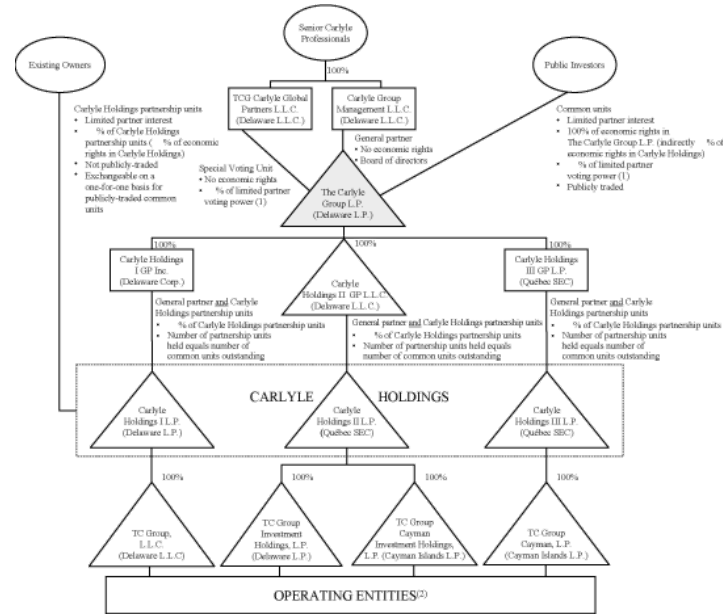 Senior Carlyle
Professionals
Existing Owners
Public Investors
100%
TCG Carlyle Global
Partners L.L.C.
(Delaware L.L.C.)
Carlyle Group
Management L.L.C.
(Delaware L.L.C.)
Carlyle Holdings partnership units
• Limited partner interest
• % of Carlyle Holdings
partnership units ( % of economic
rights in Carlyle Holdings)
• Not publicly-traded
• Exchangeable on a
one-for-one basis for
publicly-traded common
units
Special Voting Unit
• No economic rights
• % of limited partner
voting power (1)
General partner
• No economic rights
• Board of directors
Common units
• Limited partner interest
• 100% of economic rights in
The Carlyle Group L.P. (indirectly % of
economic rights in Carlyle Holdings)
• % of limited partner
voting power (1)
• Publicly traded
The Carlyle
Group L.P.
(Delaware L.P.)
100%
100%
100%
Carlyle Holdings
I GP Inc.
(Delaware Corp.)
Carlyle
Holdings II GP L.L.C.
(Delaware L.L.C.)
Carlyle Holdings
III GP L.P.
(Québec SEC)
General partner and Carlyle
Holdings partnership units
• % of Carlyle Holdings partnership units
• Number of partnership units
held equals number of
common units outstanding
General partner and Carlyle Holdings partnership units
• % of Carlyle Holdings partnership units
• Number of partnership units held equals
number of common units outstanding
General partner and Carlyle
Holdings partnership units
• % of Carlyle Holdings partnership units
• Number of partnership units
held equals number of
common units outstanding
CARLYLE HOLDINGS
Carlyle
Holdings I L.P.
(Delaware L.P.)
Carlyle
Holdings II L.P.
(Québec SEC)
Carlyle
Holdings III L.P.
(Québec SEC)
100%
100%
100%
100%
TC Group,
L.L.C.
(Delaware L.L.C)
TC Group
Investment
Holdings, L.P.
(Delaware L.P.)
TC Group
Cayman
Investment Holdings,
L.P. (Cayman Islands L.P.)
TC Group
Cayman, L.P.
(Cayman Islands L.P.)
OPERATING ENTITIES(2)